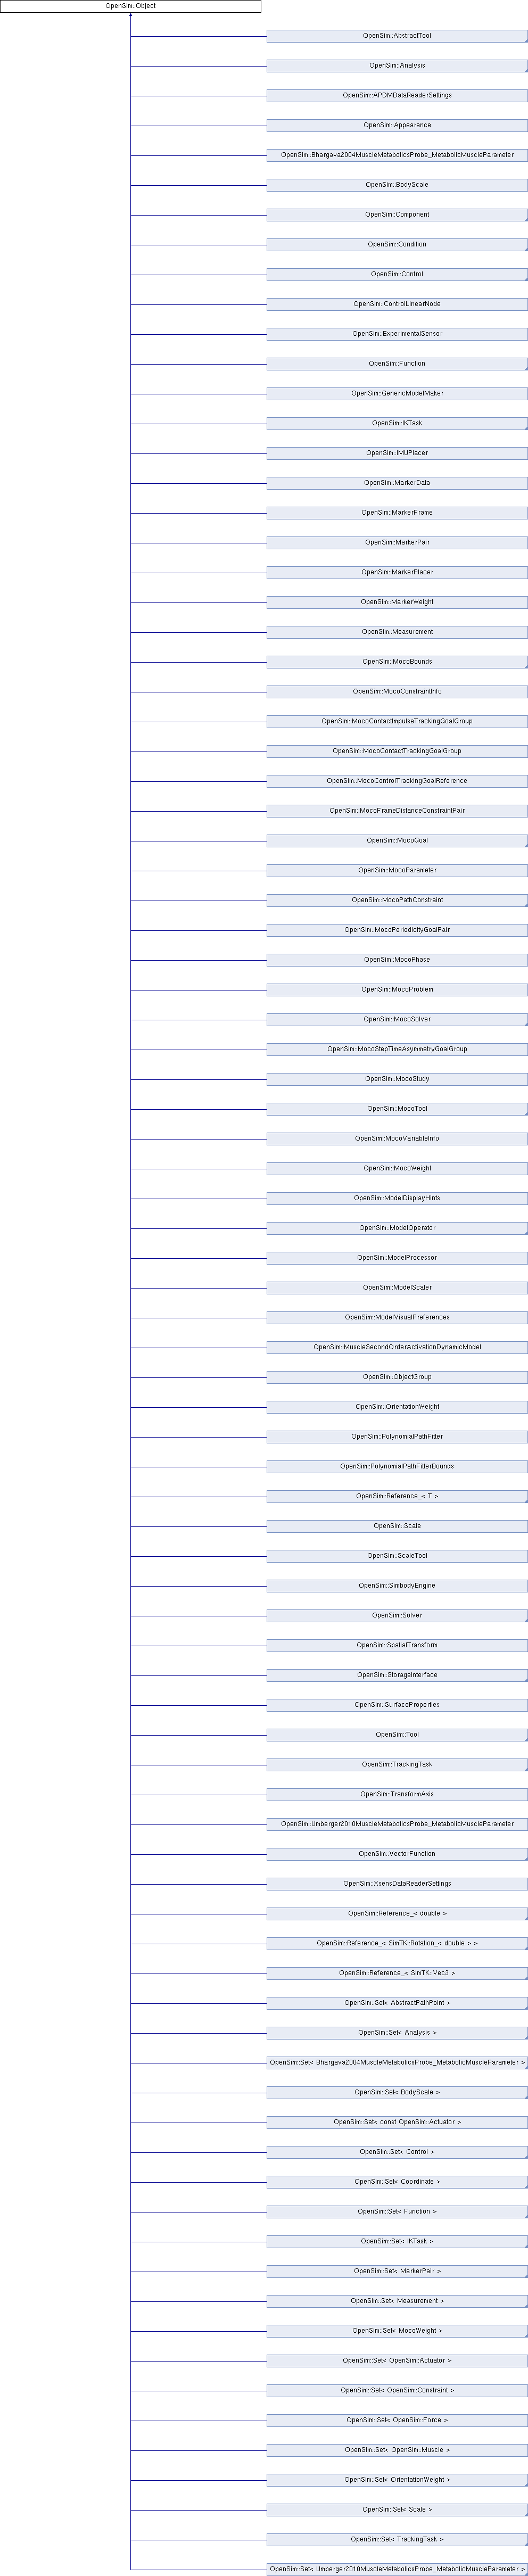 OpenSim::Object
OpenSim::AbstractTool
OpenSim::Analysis
OpenSim::APDMDataReaderSettings
OpenSim::Appearance
OpenSim::Bhargava2004MuscleMetabolicsProbe_MetabolicMuscleParameter
OpenSim::BodyScale
OpenSim::Component
OpenSim::Condition
OpenSim::Control
OpenSim::ControlLinearNode
OpenSim::ExperimentalSensor
OpenSim::Function
OpenSim::GenericModelMaker
OpenSim::IKTask
OpenSim::IMUPlacer
OpenSim::MarkerData
OpenSim::MarkerFrame
OpenSim::MarkerPair
OpenSim::MarkerPlacer
OpenSim::MarkerWeight
OpenSim::Measurement
OpenSim::MocoBounds
OpenSim::MocoConstraintInfo
OpenSim::MocoContactImpulseTrackingGoalGroup
OpenSim::MocoContactTrackingGoalGroup
OpenSim::MocoControlTrackingGoalReference
OpenSim::MocoFrameDistanceConstraintPair
OpenSim::MocoGoal
OpenSim::MocoParameter
OpenSim::MocoPathConstraint
OpenSim::MocoPeriodicityGoalPair
OpenSim::MocoPhase
OpenSim::MocoProblem
OpenSim::MocoSolver
OpenSim::MocoStepTimeAsymmetryGoalGroup
OpenSim::MocoStudy
OpenSim::MocoTool
OpenSim::MocoVariableInfo
OpenSim::MocoWeight
OpenSim::ModelDisplayHints
OpenSim::ModelOperator
OpenSim::ModelProcessor
OpenSim::ModelScaler
OpenSim::ModelVisualPreferences
OpenSim::MuscleSecondOrderActivationDynamicModel
OpenSim::ObjectGroup
OpenSim::OrientationWeight
OpenSim::PolynomialPathFitter
OpenSim::PolynomialPathFitterBounds
OpenSim::Reference_< T >
OpenSim::Scale
OpenSim::ScaleTool
OpenSim::SimbodyEngine
OpenSim::Solver
OpenSim::SpatialTransform
OpenSim::StorageInterface
OpenSim::SurfaceProperties
OpenSim::Tool
OpenSim::TrackingTask
OpenSim::TransformAxis
OpenSim::Umberger2010MuscleMetabolicsProbe_MetabolicMuscleParameter
OpenSim::VectorFunction
OpenSim::XsensDataReaderSettings
OpenSim::Reference_< double >
OpenSim::Reference_< SimTK::Rotation_< double > >
OpenSim::Reference_< SimTK::Vec3 >
OpenSim::Set< AbstractPathPoint >
OpenSim::Set< Analysis >
OpenSim::Set< Bhargava2004MuscleMetabolicsProbe_MetabolicMuscleParameter >
OpenSim::Set< BodyScale >
OpenSim::Set< const OpenSim::Actuator >
OpenSim::Set< Control >
OpenSim::Set< Coordinate >
OpenSim::Set< Function >
OpenSim::Set< IKTask >
OpenSim::Set< MarkerPair >
OpenSim::Set< Measurement >
OpenSim::Set< MocoWeight >
OpenSim::Set< OpenSim::Actuator >
OpenSim::Set< OpenSim::Constraint >
OpenSim::Set< OpenSim::Force >
OpenSim::Set< OpenSim::Muscle >
OpenSim::Set< OrientationWeight >
OpenSim::Set< Scale >
OpenSim::Set< TrackingTask >
OpenSim::Set< Umberger2010MuscleMetabolicsProbe_MetabolicMuscleParameter >